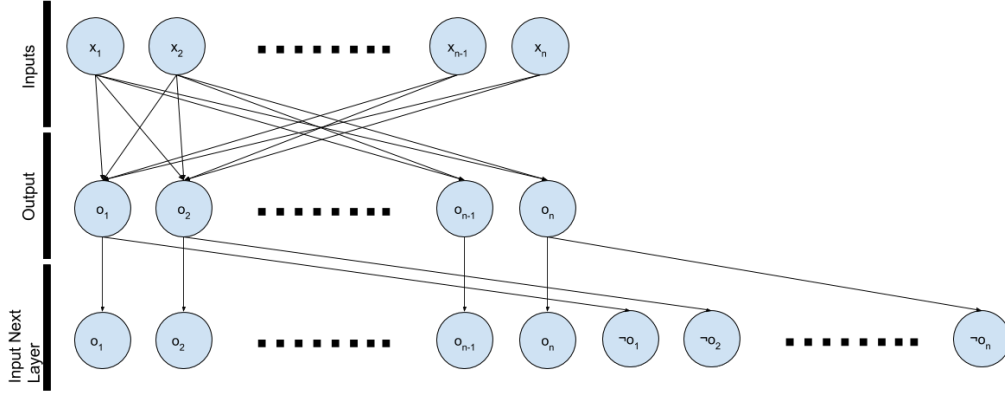 Inputs
x1
x2
xn-1
xn
Output
o1
o2
on-1
on
Input Next
Layer
o1
o2
on-1
on
¬o1
¬o2
¬on